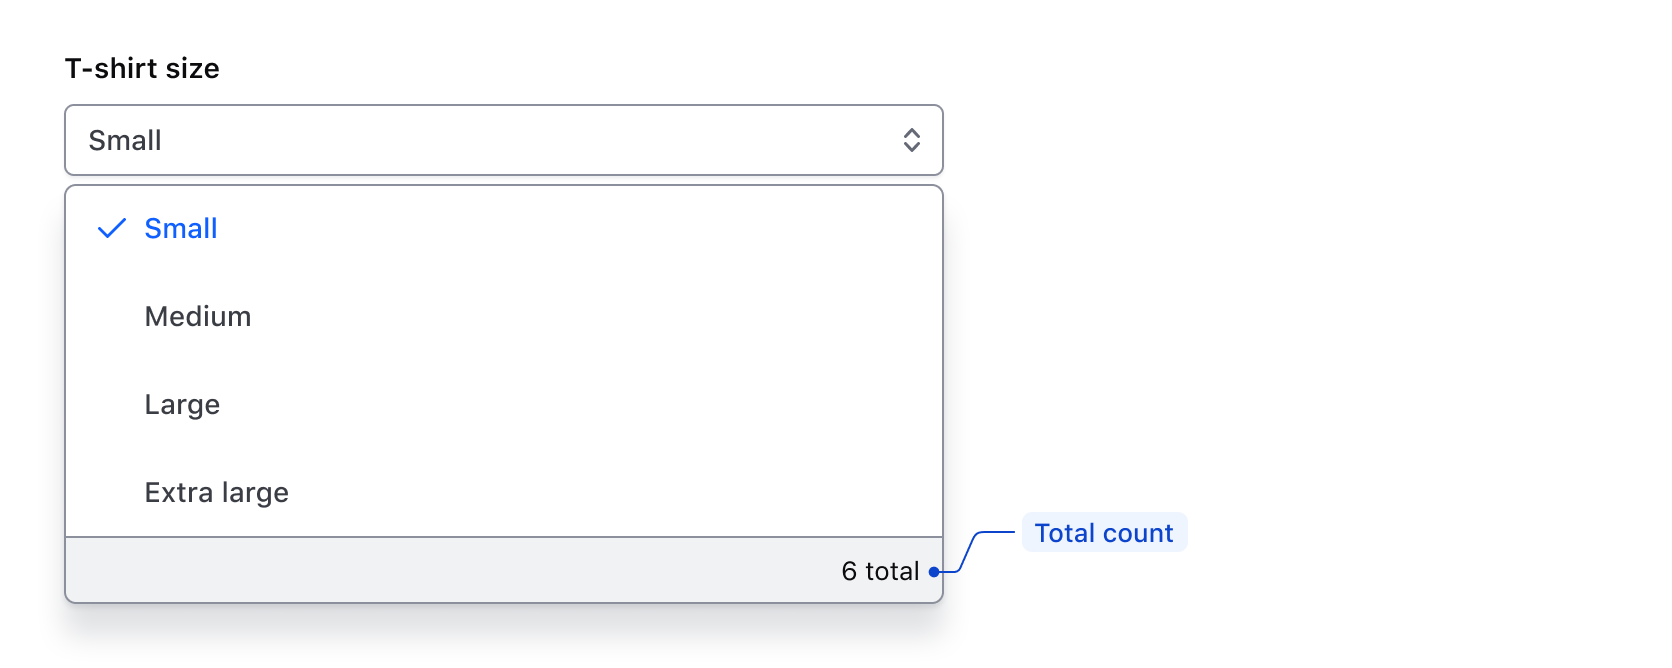 T-shirt size
Small
Small
Medium
Large
Extra large
6 total
Total count